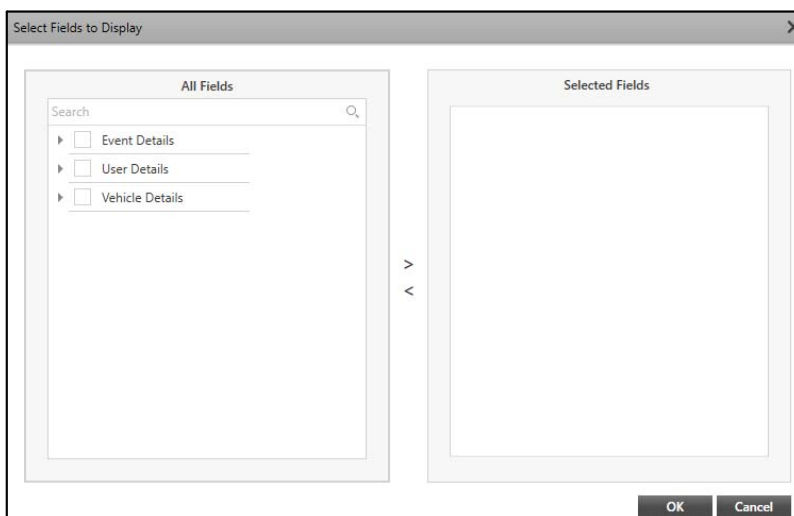 Select Fields to Display
All Fields
Selected Fields
Search
Event Details
User Details
Vehicle Details
>
<
OK
Cancel